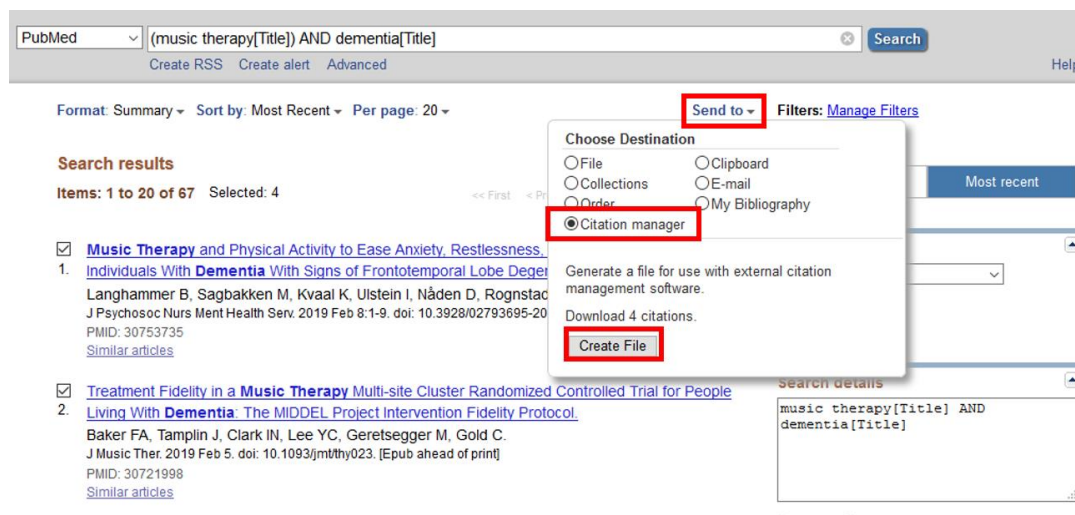 PubMed
(music therapy[Title]) AND dementia[Title]
Search
Create RSS Create alert Advanced
Help
Format: Summary Sort by: Most Recent Per page: 20
Send to
Filters: Manage Filters
Choose Destination
File
Clipboard
Collections
E-mail
Order
My Bibliography
Citation manager
Generate a file for use with external citation
management software.
Download 4 citations.
Create File
Search results
Items: 1 to 20 of 67 Selected: 4
<< First < Pr
Most recent
1.
Music Therapy and Physical Activity to Ease Anxiety, Restlessness,
Individuals With Dementia With Signs of Frontotemporal Lobe Deger
Langhammer B, Sagbakken M, Kvaal K, Ulstein I, Nåden D, Rognstad
J Psychosoc Nurs Ment Health Serv. 2019 Feb 8:1-9. doi: 10.3928/02793695-20
PMID: 30753735
Similar articles
2.
Treatment Fidelity in a Music Therapy Multi-site Cluster Randomized Controlled Trial for People
Living With Dementia: The MIDDEL Project Intervention Fidelity Protocol.
Baker FA, Tamplin J, Clark IN, Lee YC, Geretsegger M, Gold C.
J Music Ther. 2019 Feb 5. doi: 10.1093/jmt/thy023. [Epub ahead of print]
PMID: 30721998
Similar articles
Search details
music therapy[Title] AND
dementia[Title]